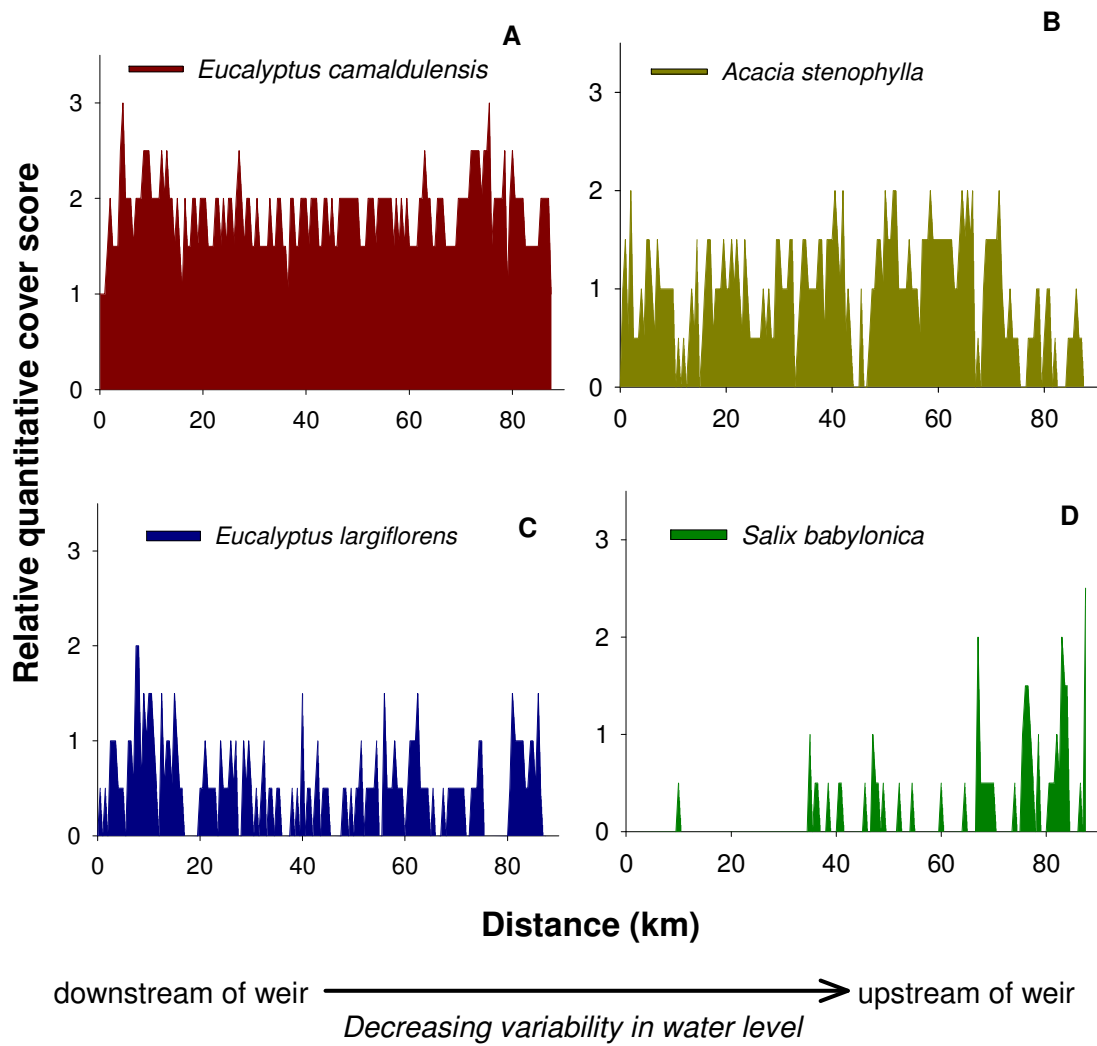 A
Eucalyptus camaldulensis
3
2
1
0
0 20 40 60 80
B
Acacia stenophylla
3
2
1
0
0 20 40 60 80
Relative quantitative cover score
C
Eucalyptus largiflorens
3
2
1
0
0 20 40 60 80
D
Salix babylonica
3
2
1
0
0 20 40 60 80
Distance (km)
downstream of weir
upstream of weir
Decreasing variability in water level